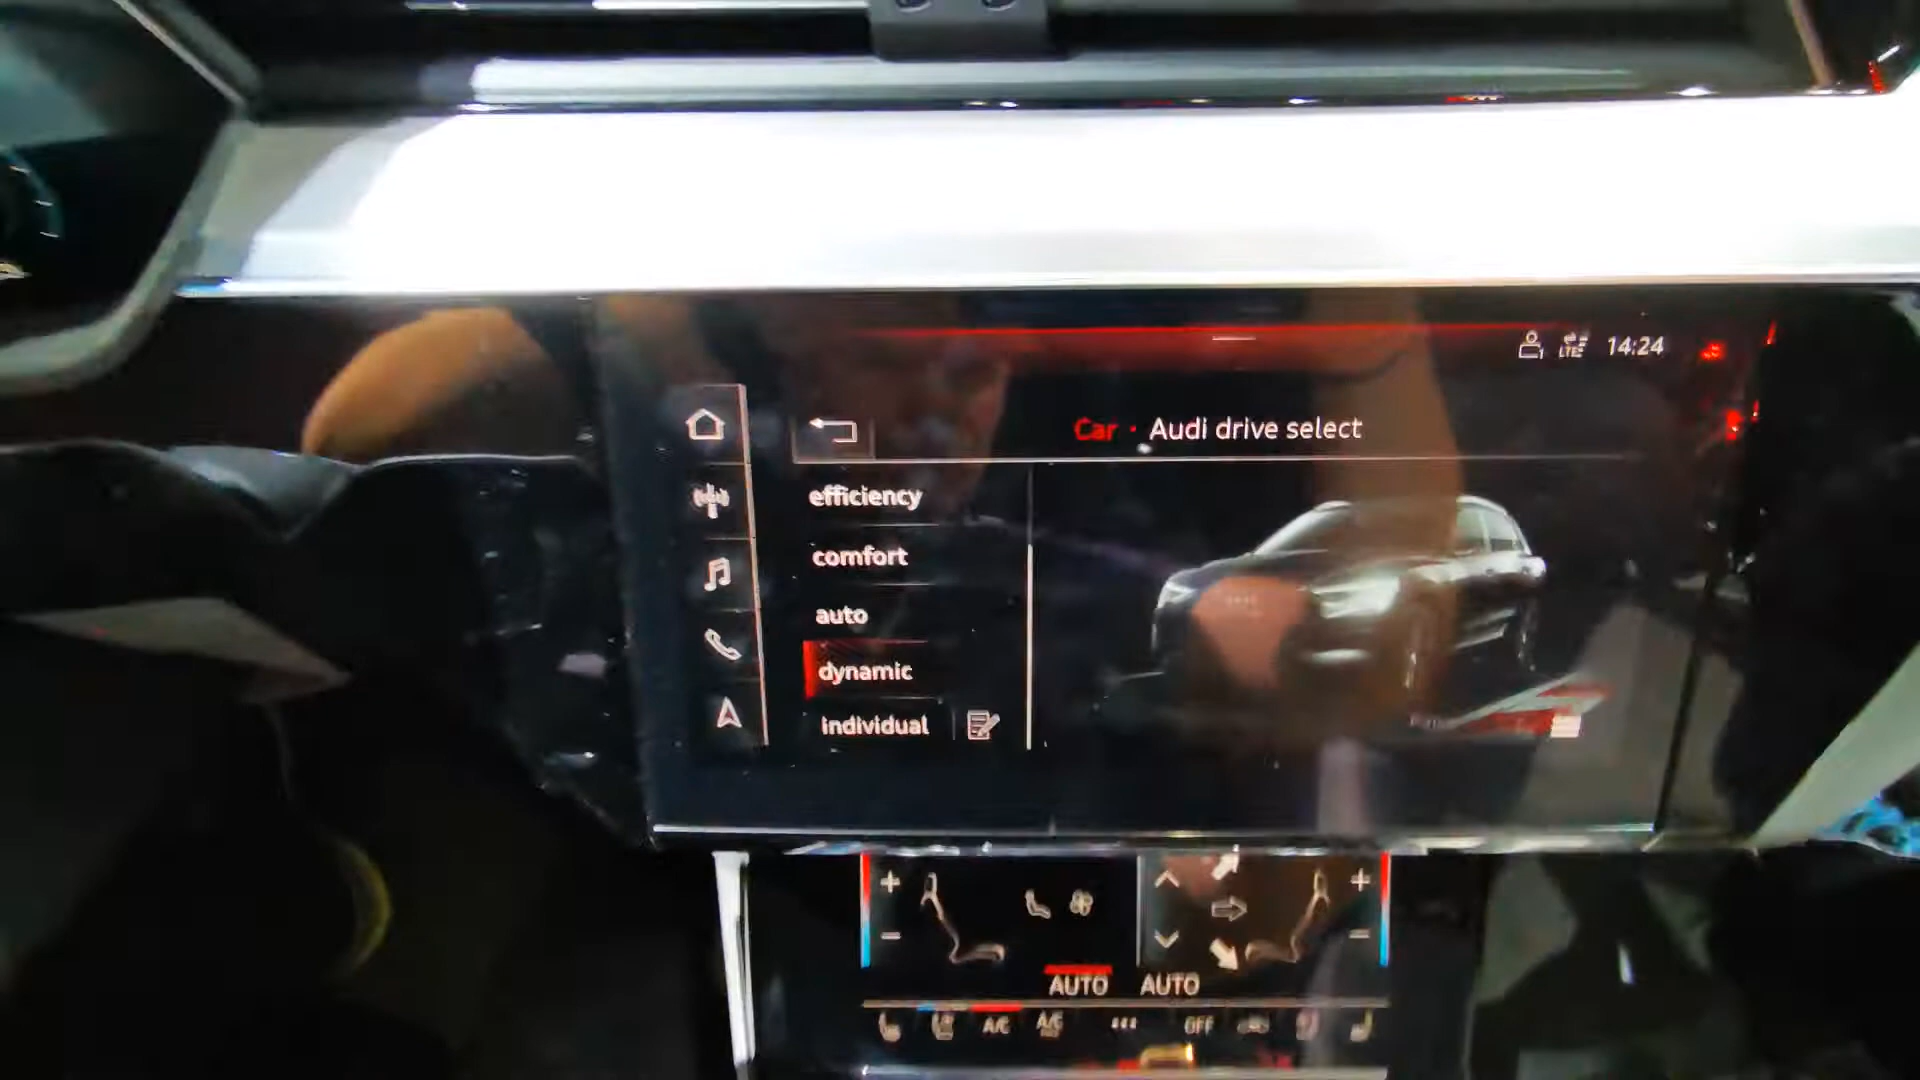 LTE 14:24
Car · Audi drive select
efficiency
comfort
auto
dynamic
individual
AUTO AUTO
A/C A/C OFF